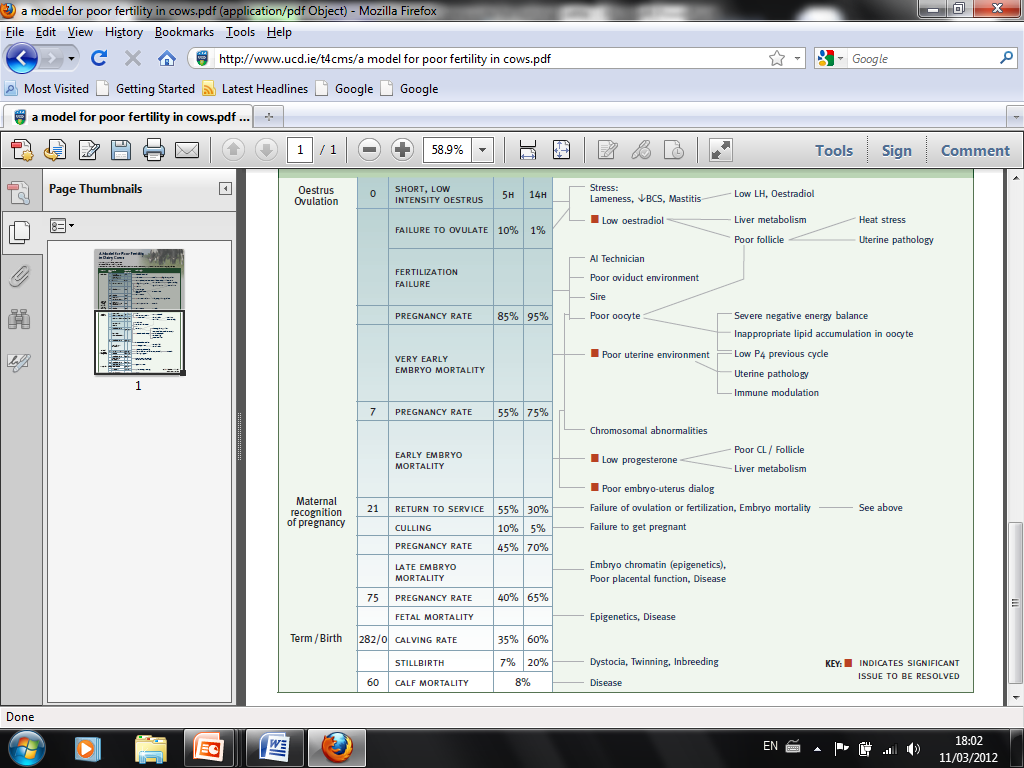 a model for poor fertility in cows.pdf (application/pdf Object) - Mozilla Firefox
File Edit View History Bookmarks Tools Help
http://www.ucd.ie/t4cms/a model for poor fertility in cows.pdf
Google
Most Visited Getting Started Latest Headlines Google Google
a model for poor fertility in cows.pdf ...
1 / 1 58.9% Tools Sign Comment
Page Thumbnails
1
Oestrus
Ovulation
0 SHORT, LOW INTENSITY OESTRUS 5H 14H
Stress:
Lameness, ↓BCS, Mastitis
Low LH, Oestradiol
Low oestradiol
Liver metabolism
Heat stress
FAILURE TO OVULATE 10% 1%
Poor follicle
Uterine pathology
FERTILIZATION
FAILURE
AI Technician
Poor oviduct environment
Sire
PREGNANCY RATE 85% 95%
Poor oocyte
Severe negative energy balance
Inappropriate lipid accumulation in oocyte
VERY EARLY
EMBRYO MORTALITY
Poor uterine environment
Low P4 previous cycle
Uterine pathology
Immune modulation
7 PREGNANCY RATE 55% 75%
Chromosomal abnormalities
EARLY EMBRYO
MORTALITY
Low progesterone
Poor CL / Follicle
Liver metabolism
Poor embryo-uterus dialog
Maternal
recognition
of pregnancy
21 RETURN TO SERVICE 55% 30%
Failure of ovulation or fertilization, Embryo mortality
See above
CULLING 10% 5%
Failure to get pregnant
PREGNANCY RATE 45% 70%
LATE EMBRYO
MORTALITY
Embryo chromatin (epigenetics),
Poor placental function, Disease
75 PREGNANCY RATE 40% 65%
FETAL MORTALITY
Epigenetics, Disease
Term / Birth
282/0 CALVING RATE 35% 60%
STILLBIRTH 7% 20%
Dystocia, Twinning, Inbreeding
60 CALF MORTALITY 8%
Disease
KEY: INDICATES SIGNIFICANT
ISSUE TO BE RESOLVED
Done
EN
18:02
11/03/2012